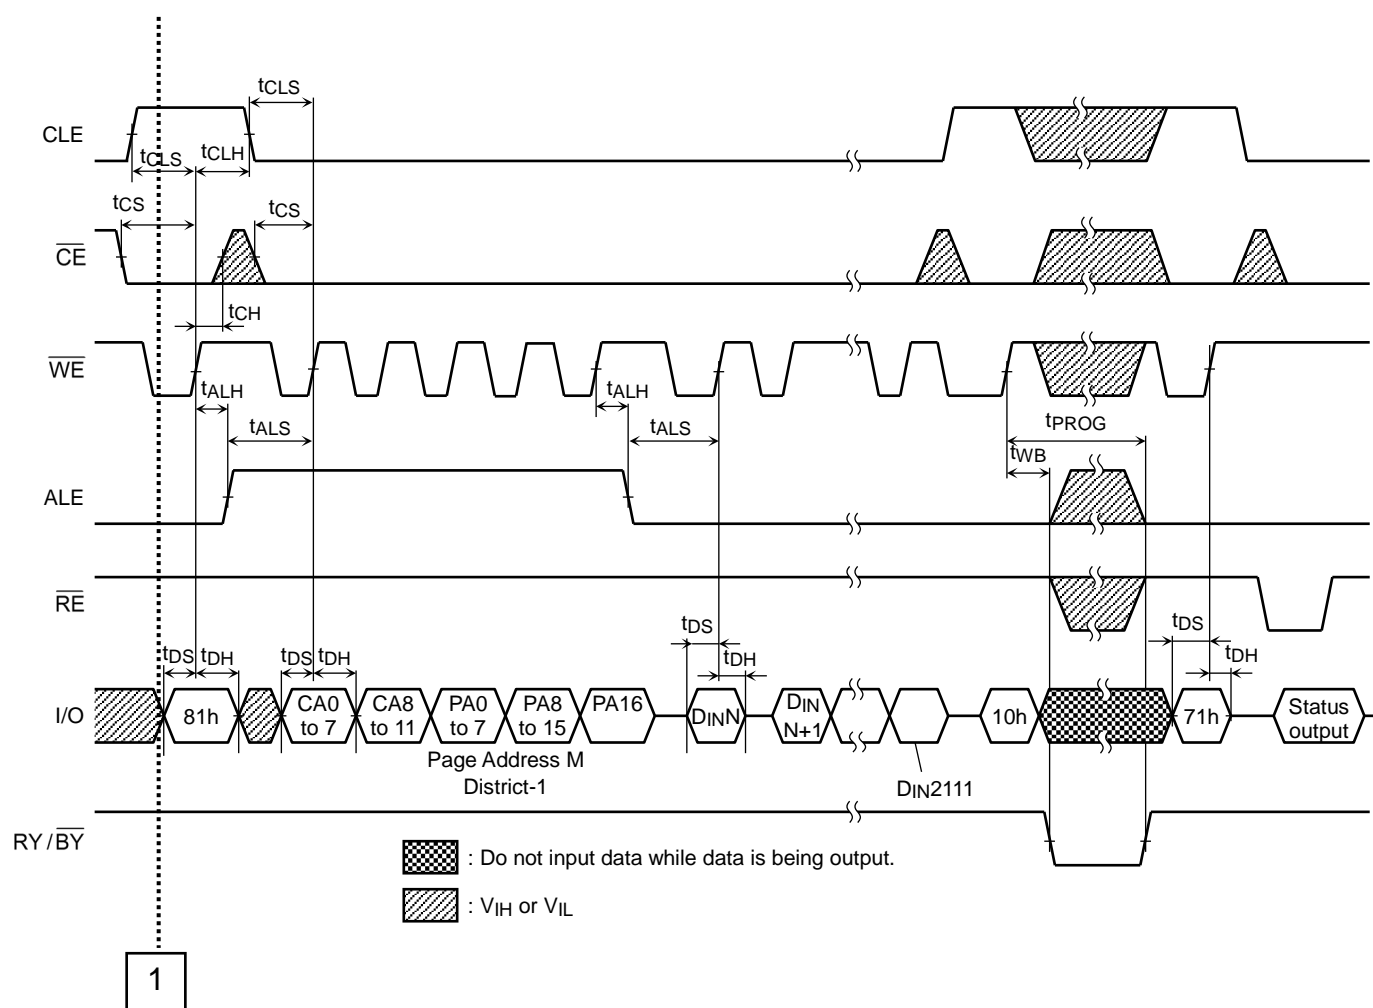 tCLS
CLE
tCLS tCLH
tCS tCS
CE
tCH
WE
tALH tALH
tALS tALS tPROG
tWB
ALE
RE
tDS tDS
tDS tDH tDS tDH tDH tDH
I/O 81h CA0 to 7 CA8 to 11 PA0 to 7 PA8 to 15 PA16 DINN DIN N+1 10h 71h Status output
Page Address M
District-1
DIN2111
RY/BY
: Do not input data while data is being output.
: VIH or VIL
1